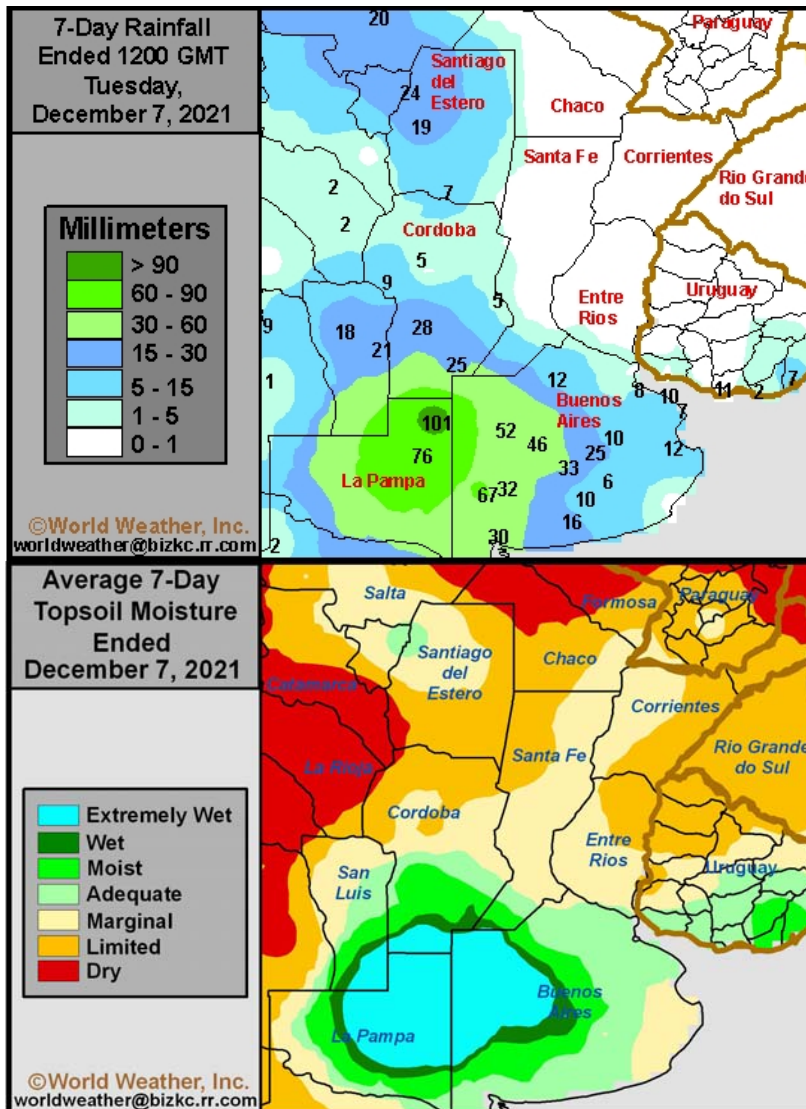 7-Day Rainfall
Ended 1200 GMT
Tuesday,
December 7, 2021
Millimeters
> 90
60 - 90
30 - 60
15 - 30
5 - 15
1 - 5
0 - 1
©World Weather, Inc.
worldweather@bizkc.rr.com
20
Paraguay
Santiago
del
Estero
24
Chaco
19
Santa Fe
Corrientes
Rio Grande
do Sul
2
7
2
Cordoba
5
9
5
Uruguay
Entre
Rios
9
18
28
21
25
1
12
8
10
11
2
7
Buenos
Aires
7
101
52
46
10
12
76
25
33
La Pampa
67
32
6
10
16
30
2
Average 7-Day
Topsoil Moisture
Ended
December 7, 2021
Extremely Wet
Wet
Moist
Adequate
Marginal
Limited
Dry
©World Weather, Inc.
worldweather@bizkc.rr.com
Salta
Formosa
Paraguay
Santiago
del
Estero
Chaco
Catamarca
Corrientes
Rio Grande
do Sul
Santa Fe
La Rioja
Cordoba
Entre
Rios
Uruguay
San
Luis
Buenos
Aires
La Pampa